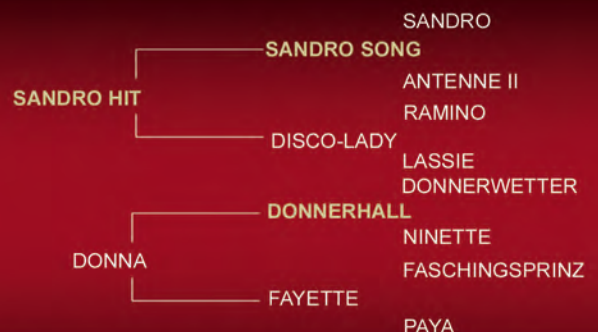 SANDRO
SANDRO SONG
ANTENNE II
SANDRO HIT
RAMINO
DISCO-LADY
LASSIE
DONNERWETTER
DONNERHALL
NINETTE
DONNA
FASCHINGSPRINZ
FAYETTE
PAYA